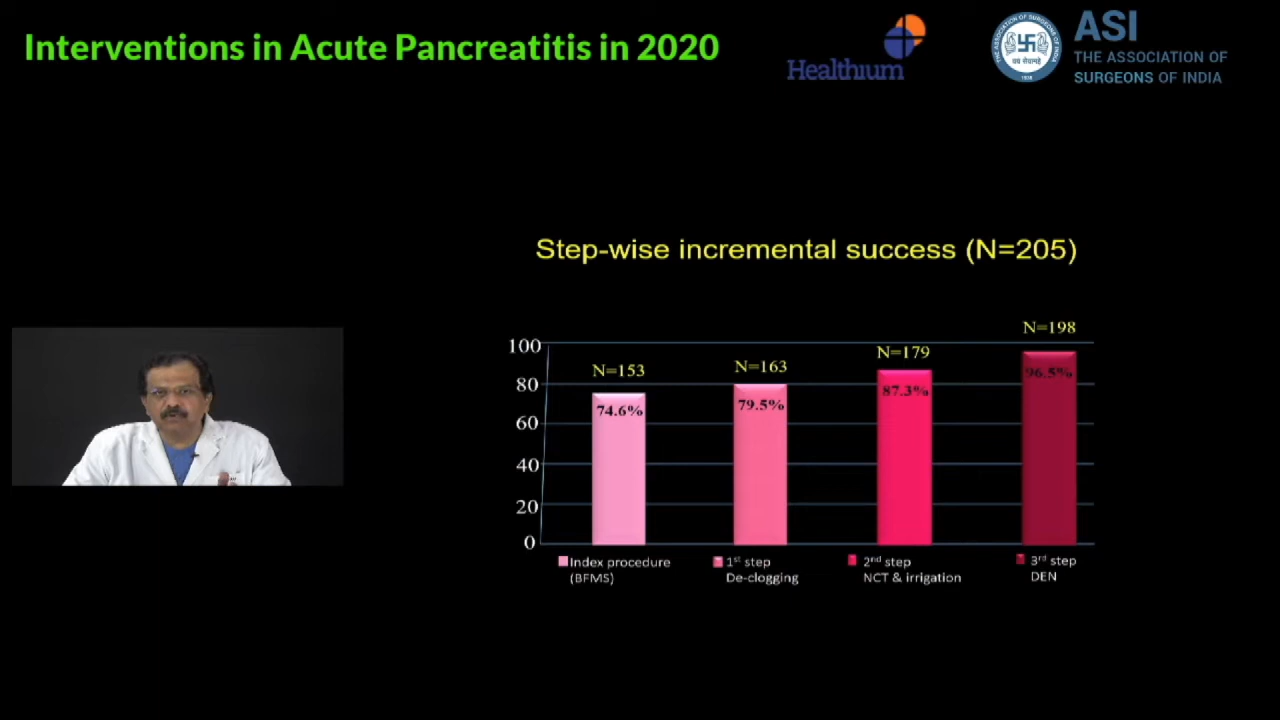 Interventions in Acute Pancreatitis in 2020
Healthium
ASI
THE ASSOCIATION OF
SURGEONS OF INDIA
Step-wise incremental success (N=205)
N=198
N=179
N=163
N=153
100
80
60
40
20
0
74.6%
79.5%
87.3%
96.5%
Index procedure
(BFMS)
1st step
De-clogging
2nd step
NCT & irrigation
3rd step
DEN